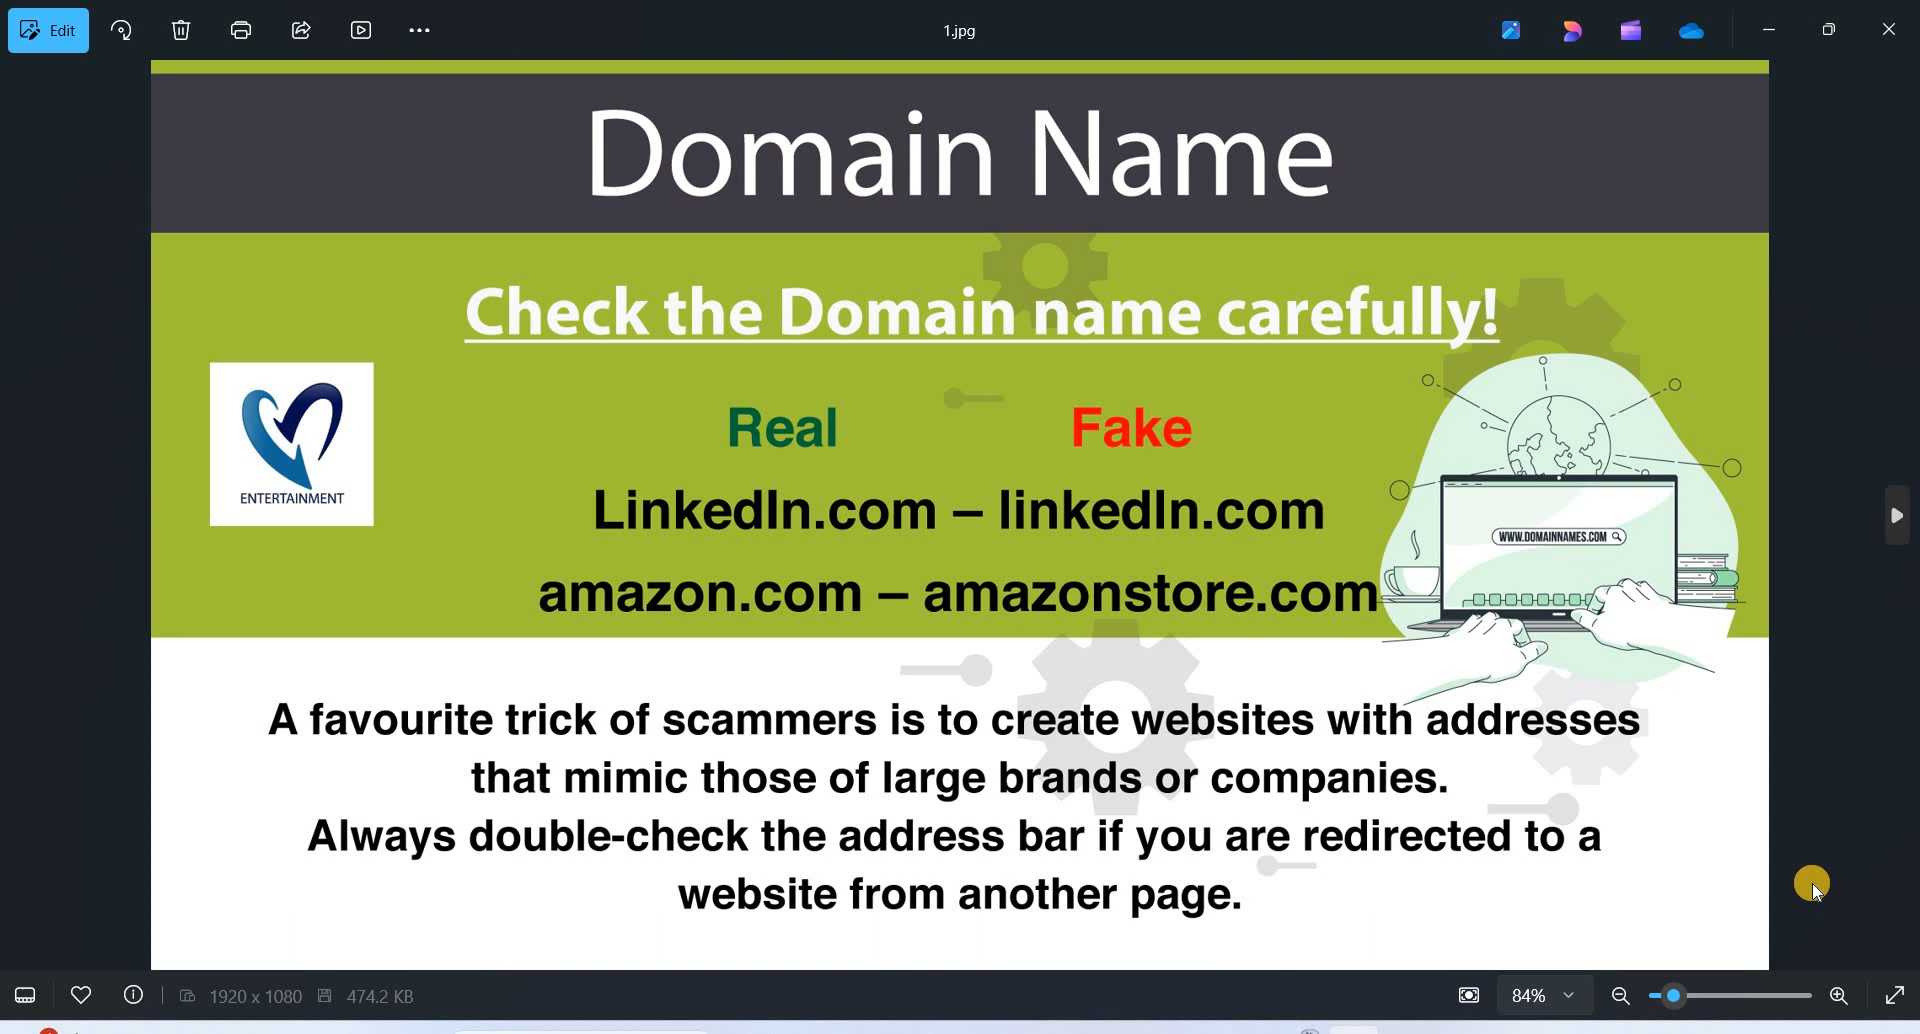 Edit
1.jpg
Domain Name
Check the Domain name carefully!
Real Fake
ENTERTAINMENT
LinkedIn.com – linkedIn.com
WWW.DOMAINNAMES.COM
amazon.com – amazonstore.com
A favourite trick of scammers is to create websites with addresses
that mimic those of large brands or companies.
Always double-check the address bar if you are redirected to a
website from another page.
1920 x 1080 474.2 KB 84%